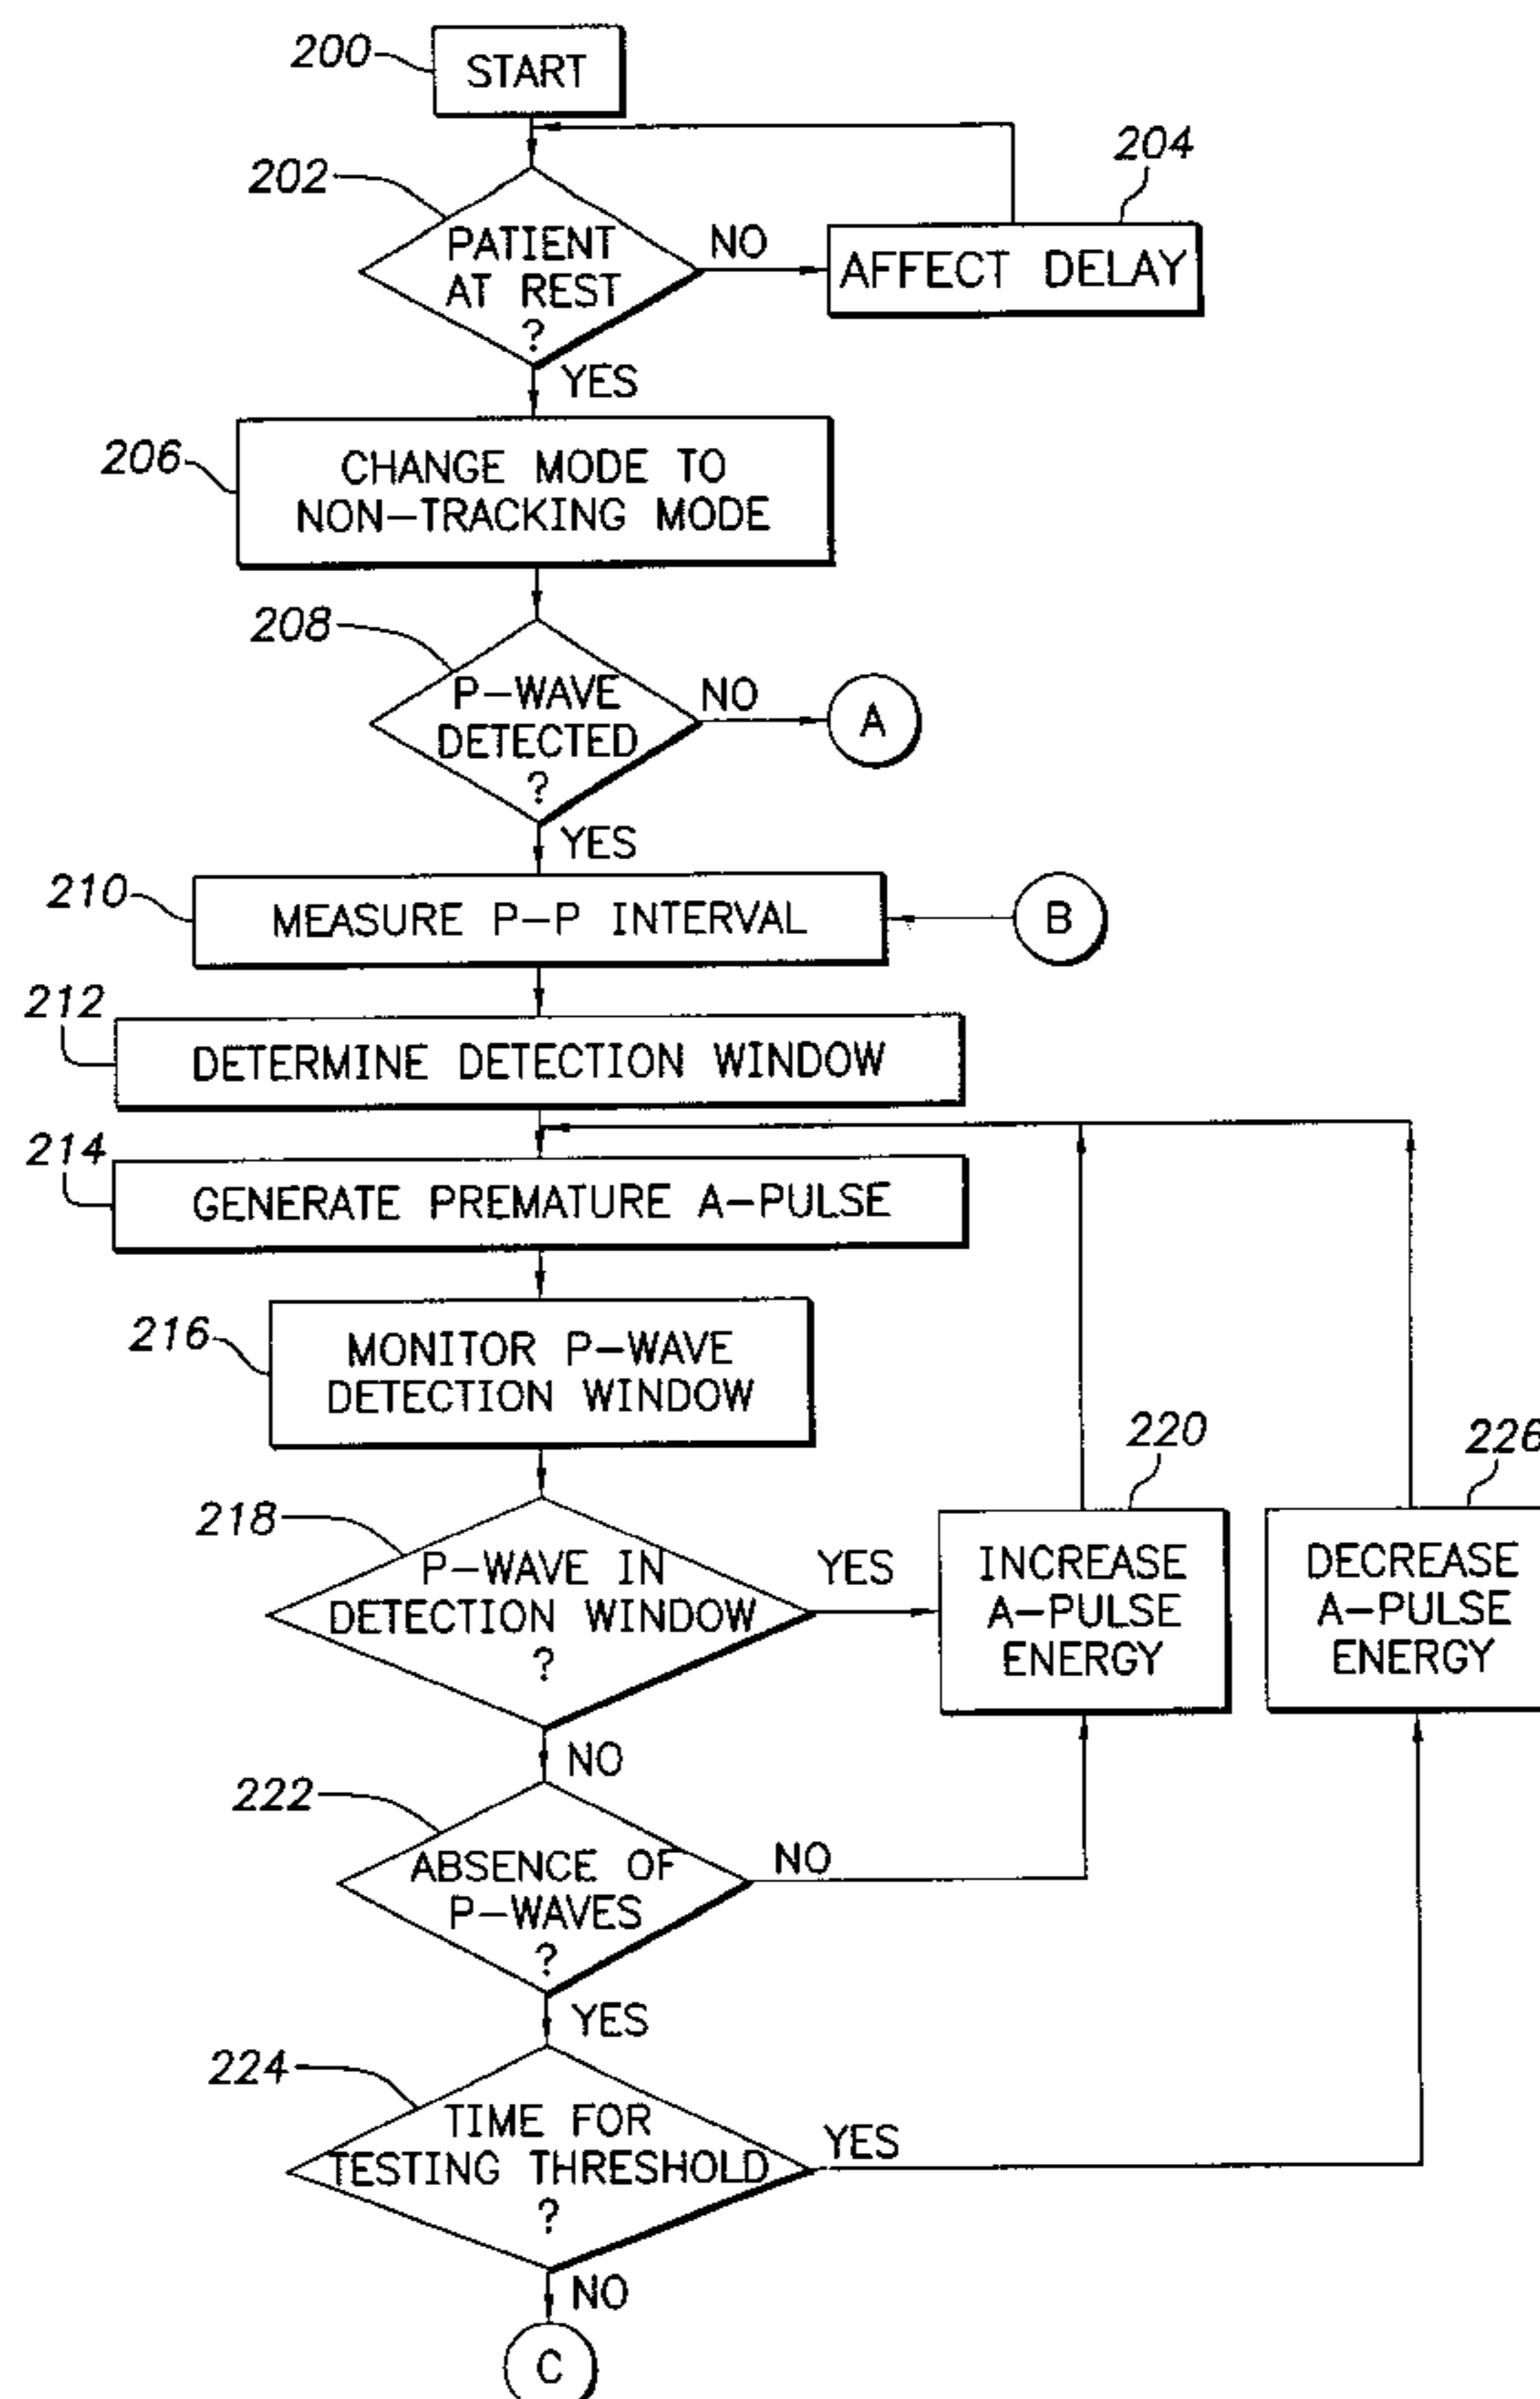 200
START
204
202
PATIENT
AT REST
?
NO
AFFECT DELAY
YES
206
CHANGE MODE TO
NON-TRACKING MODE
208
P-WAVE
DETECTED
?
NO
A
YES
210
MEASURE P-P INTERVAL
B
212
DETERMINE DETECTION WINDOW
214
GENERATE PREMATURE A-PULSE
216
MONITOR P-WAVE
DETECTION WINDOW
218
P-WAVE IN
DETECTION WINDOW
?
YES
220
INCREASE
A-PULSE
ENERGY
226
DECREASE
A-PULSE
ENERGY
NO
222
ABSENCE OF
P-WAVES
?
NO
YES
224
TIME FOR
TESTING THRESHOLD
?
YES
NO
C